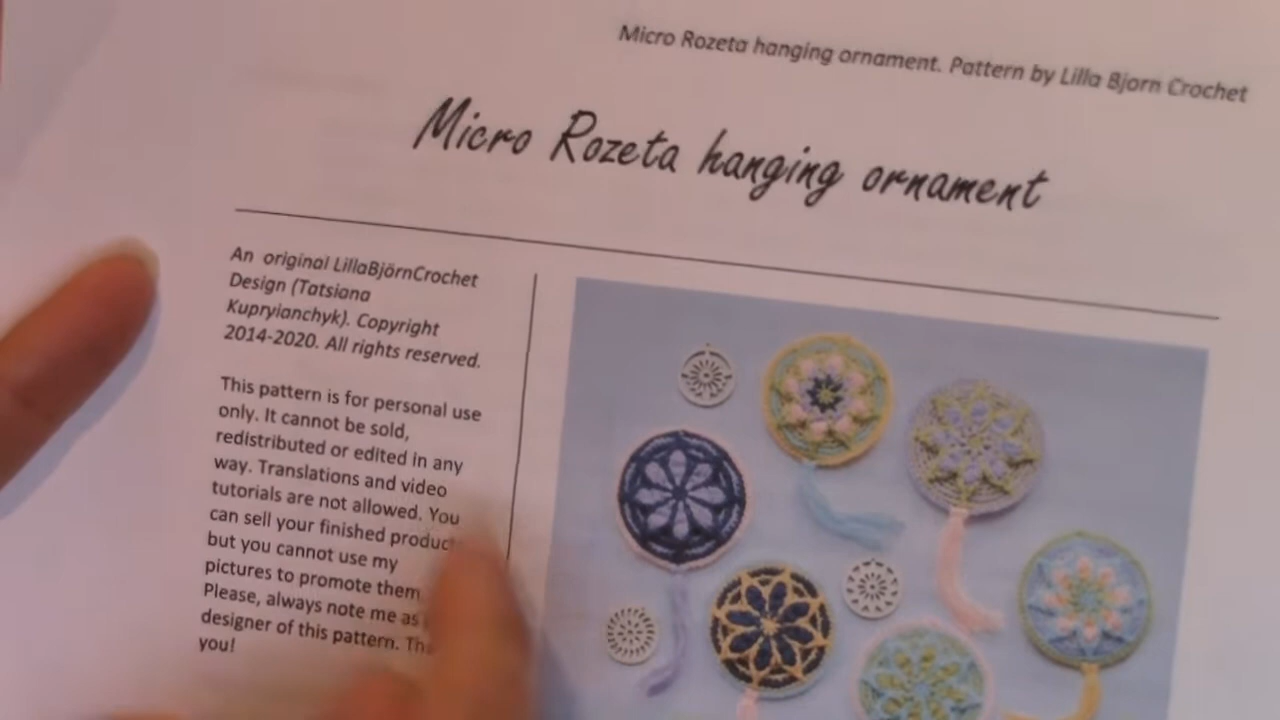 Micro Rozeta hanging ornament. Pattern by Lilla Bjorn Crochet
Micro Rozeta hanging ornament
An original LillaBjörnCrochet
Design (Tatsiana
Kupryianchyk). Copyright
2014-2020. All rights reserved.
This pattern is for personal use
only. It cannot be sold,
redistributed or edited in any
way. Translations and video
tutorials are not allowed. You
can sell your finished
but you cannot use my
pictures to promote them
Please, always note me as
designer of this pattern.
you!